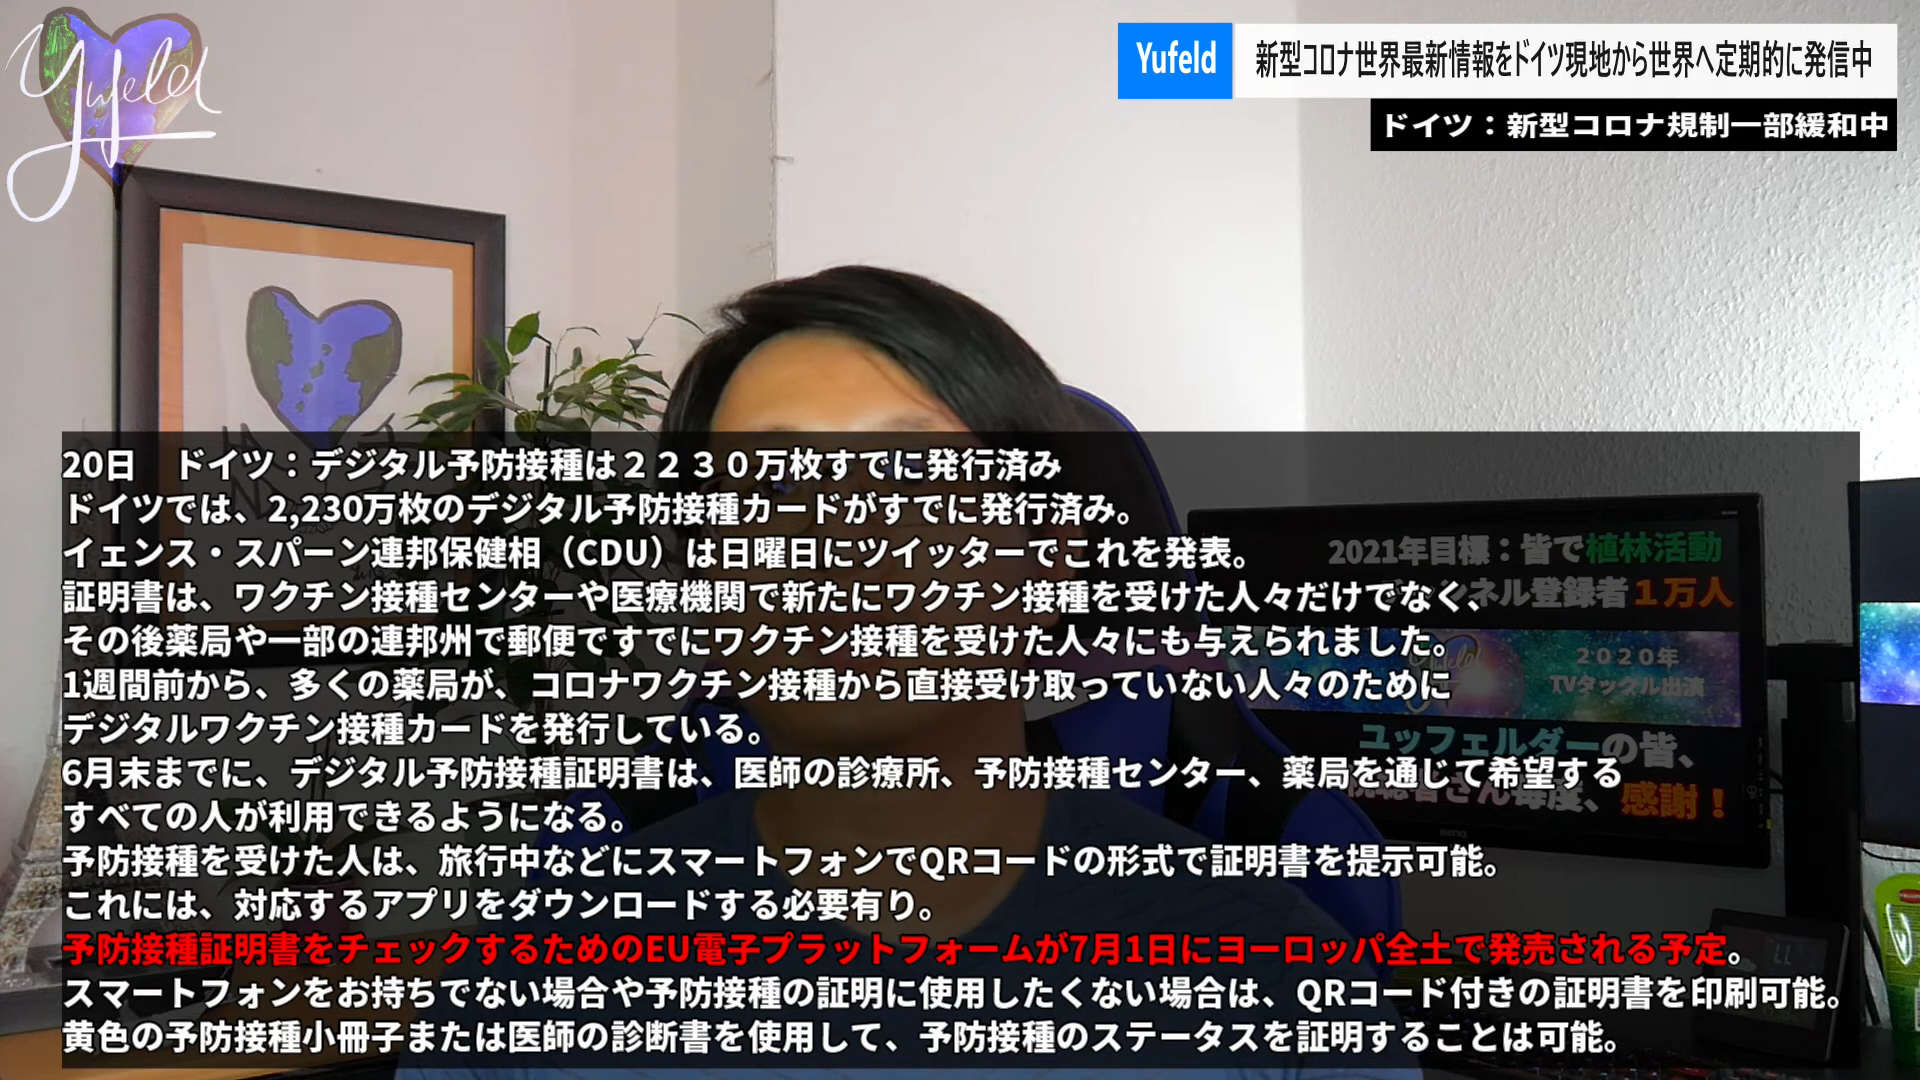 Yufeld
Yufeld 新型コロナ世界最新情報をドイツ現地から世界へ定期的に発信中
ドイツ：新型コロナ規制一部緩和中
20日　ドイツ：デジタル予防接種は２２３０万枚すでに発行済み
ドイツでは、2,230万枚のデジタル予防接種カードがすでに発行済み。
イェンス・スパーン連邦保健相（CDU）は日曜日にツイッターでこれを発表。
証明書は、ワクチン接種センターや医療機関で新たにワクチン接種を受けた人々だけでなく、
その後薬局や一部の連邦州で郵便ですでにワクチン接種を受けた人々にも与えられました。
1週間前から、多くの薬局が、コロナワクチン接種から直接受け取っていない人々のために
デジタルワクチン接種カードを発行している。
6月末までに、デジタル予防接種証明書は、医師の診療所、予防接種センター、薬局を通じて希望する
すべての人が利用できるようになる。
予防接種を受けた人は、旅行中などにスマートフォンでQRコードの形式で証明書を提示可能。
これには、対応するアプリをダウンロードする必要有り。
予防接種証明書をチェックするためのEU電子プラットフォームが7月1日にヨーロッパ全土で発売される予定。
スマートフォンをお持ちでない場合や予防接種の証明に使用したくない場合は、QRコード付きの証明書を印刷可能。
黄色の予防接種小冊子または医師の診断書を使用して、予防接種のステータスを証明することは可能。
2021年目標：皆で植林活動
ンネル登録者１万人
Yufeld
２０２０年
TVタックル出演
ユッフェルダーの皆、
さん毎度、感謝！
BenQ